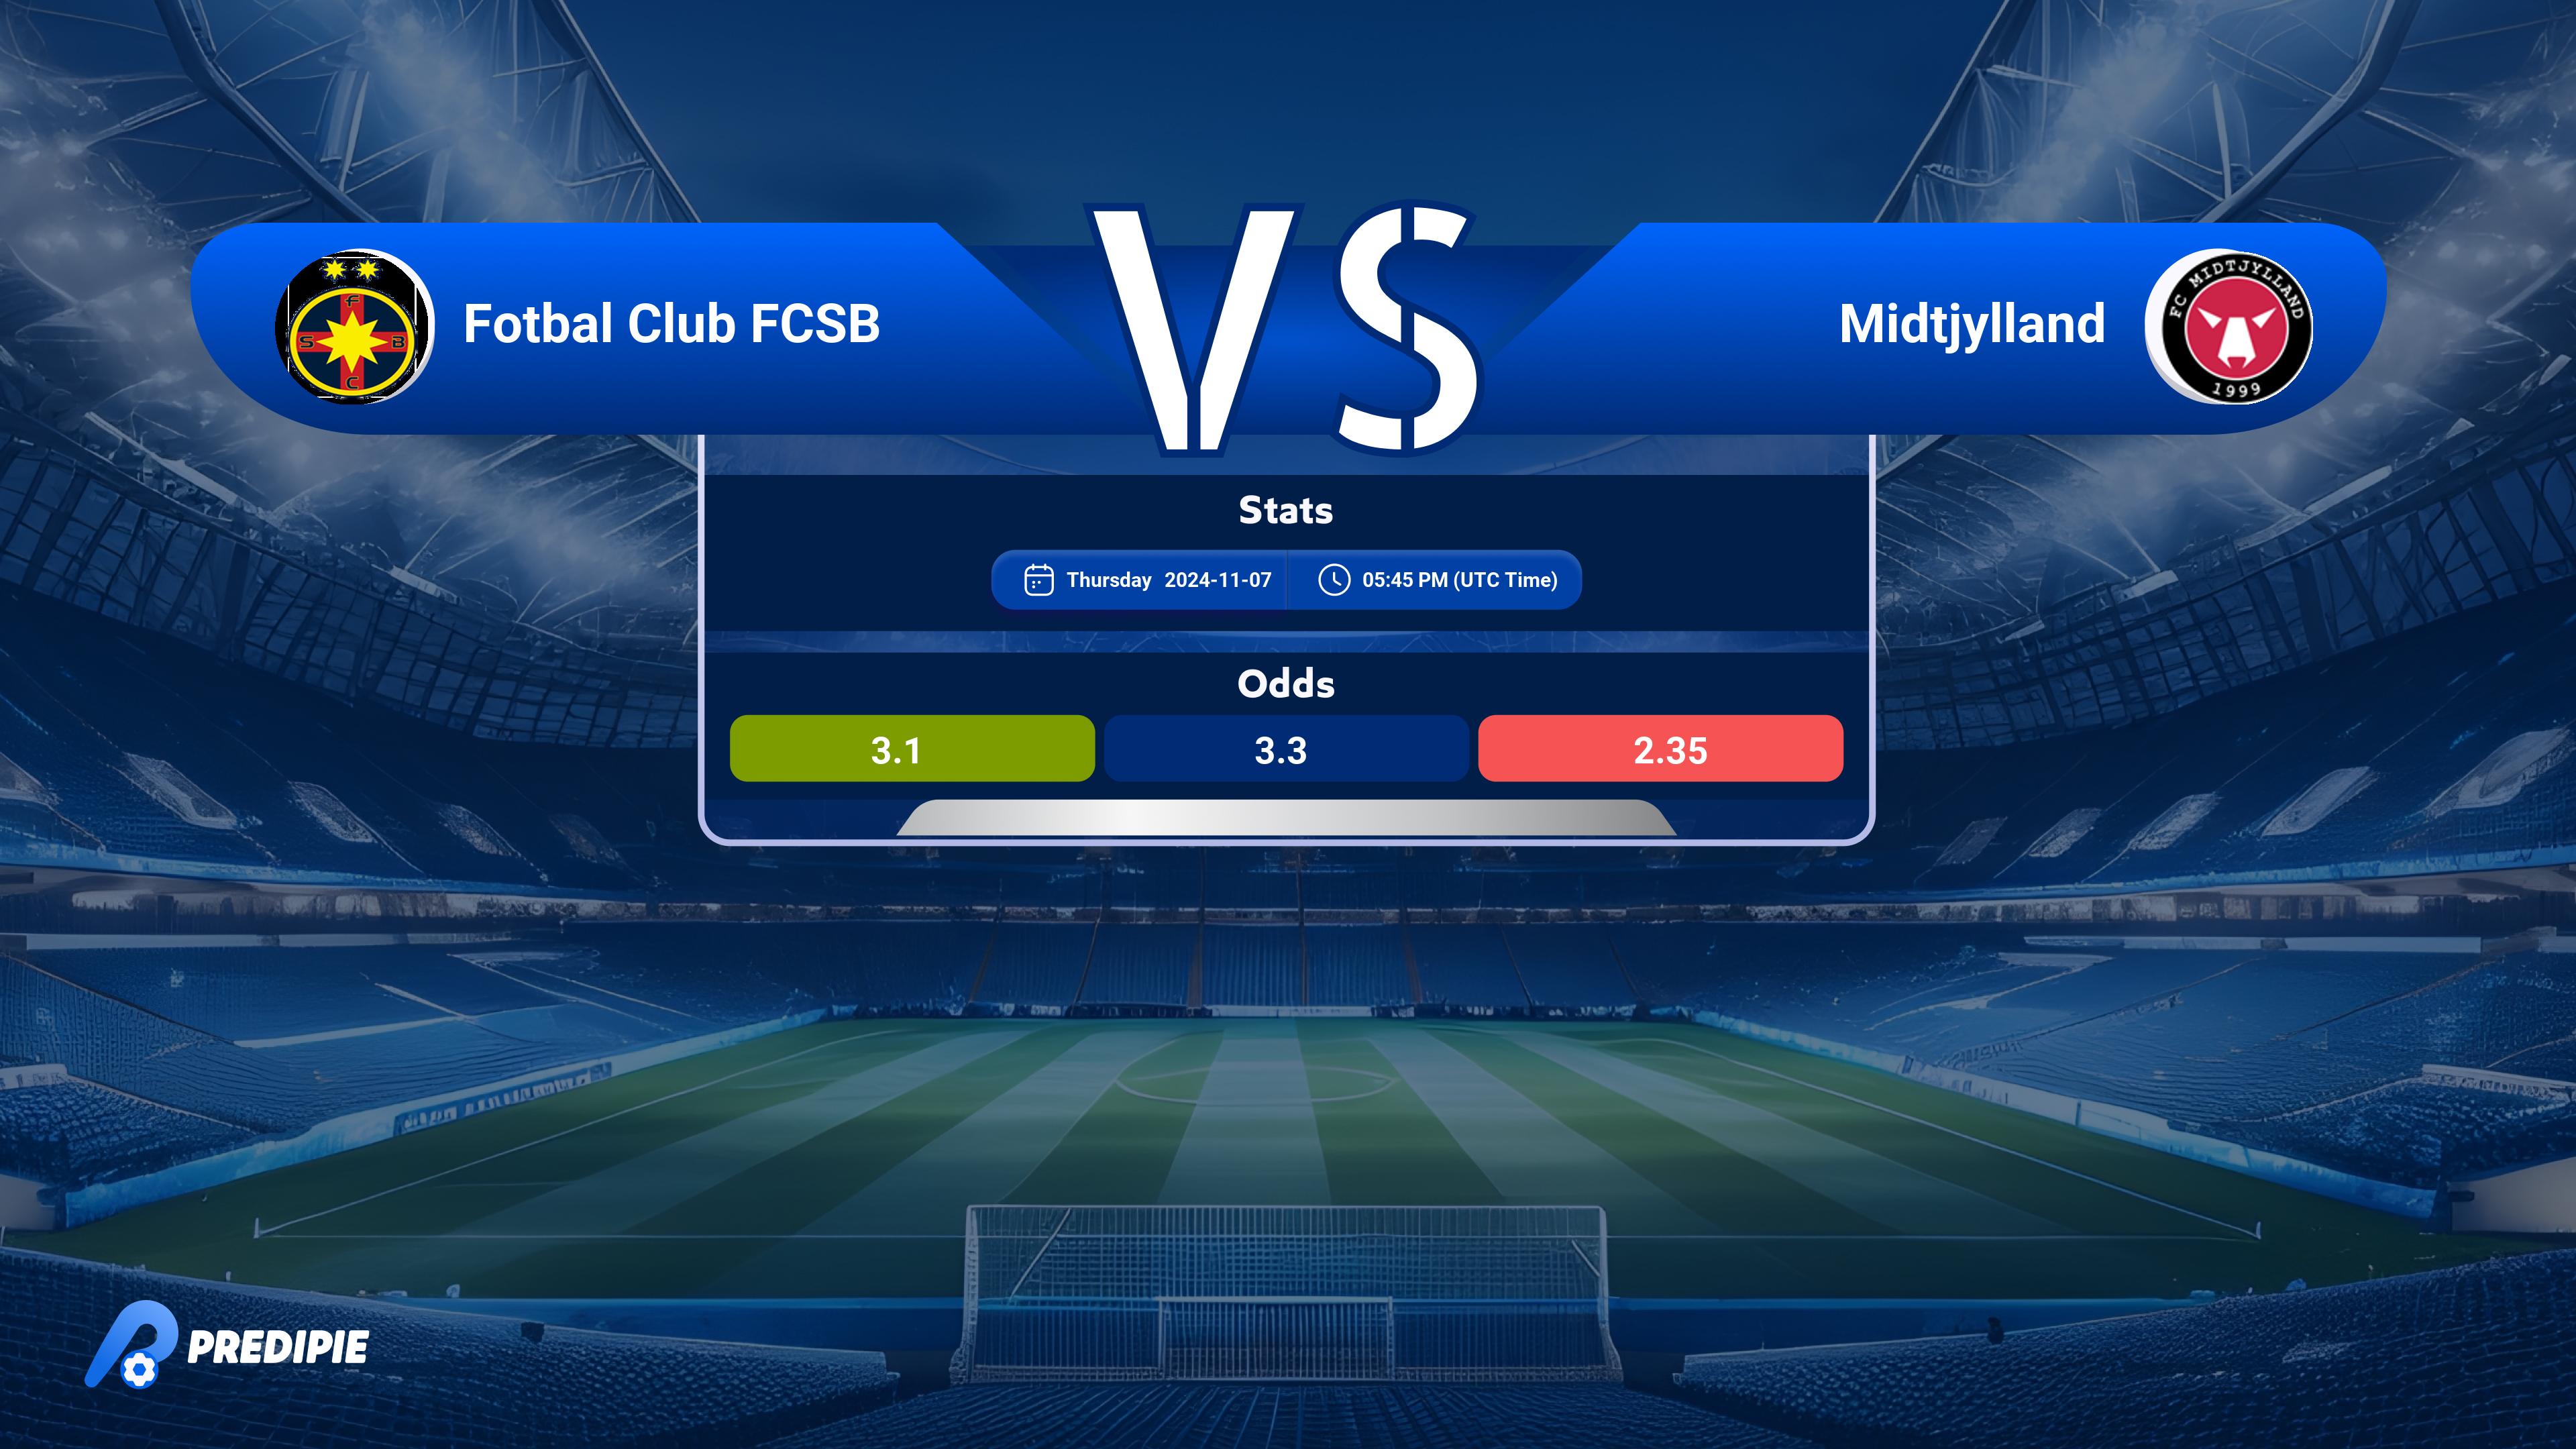 VS
Fotbal Club FCSB
Midtjylland
F
S B
C
FC MIDTJYLLAND
1999
Stats
Thursday 2024-11-07
05:45 PM (UTC Time)
Odds
3.1 3.3 2.35
PREDIPIE